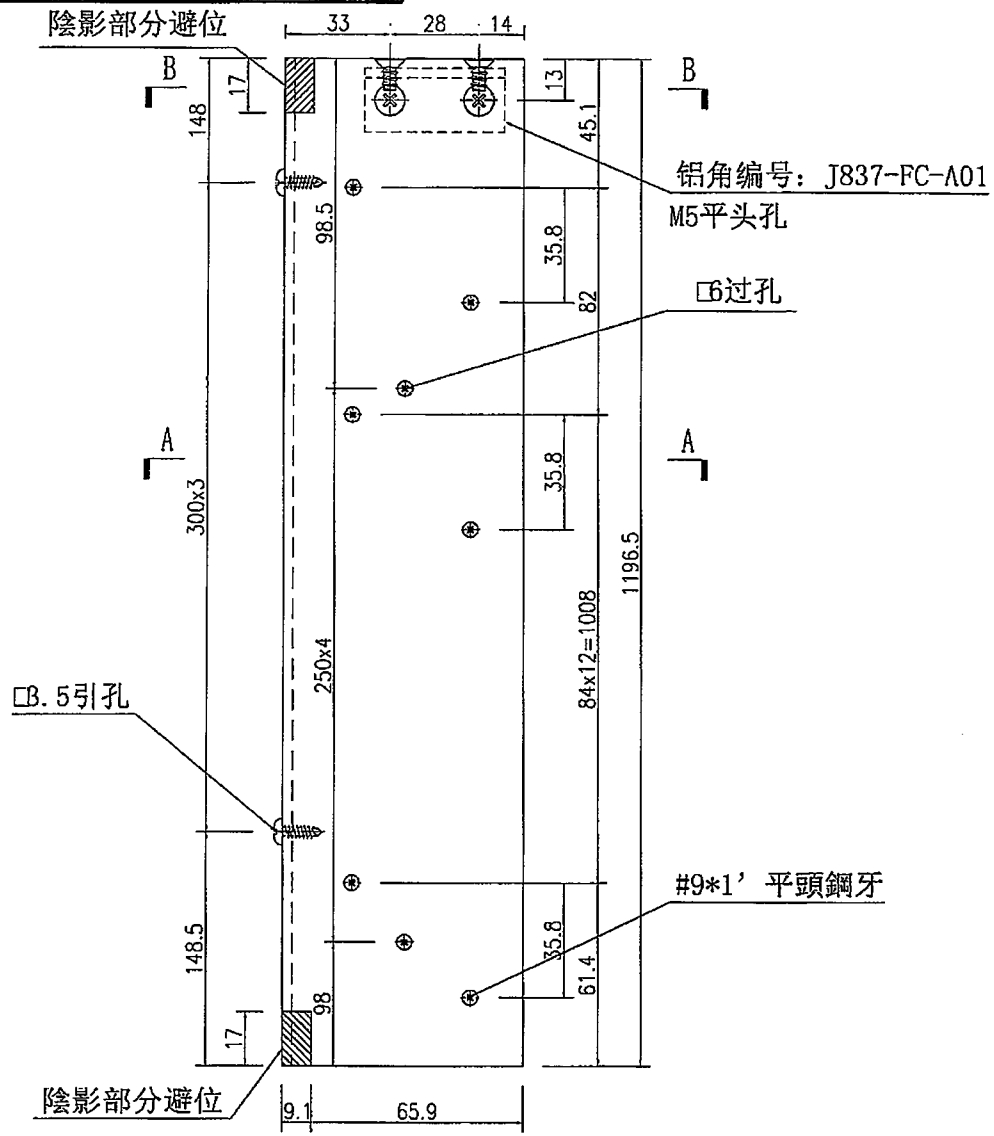 33 28 14
陰影部分避位
B B
17 13
148 45.1
铝角编号: J837-FC-A01
M5平头孔
98.5 35.8
82
□6过孔
A A
35.8
300x3
1196.5
84x12=1008
250x4
□3.5引孔
#9*1' 平頭鋼牙
35.8
148.5 61.4
98
17
陰影部分避位
9.1 65.9